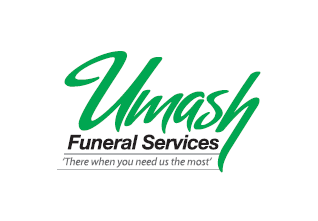 Umash
Funeral Services
'There when you need us the most'